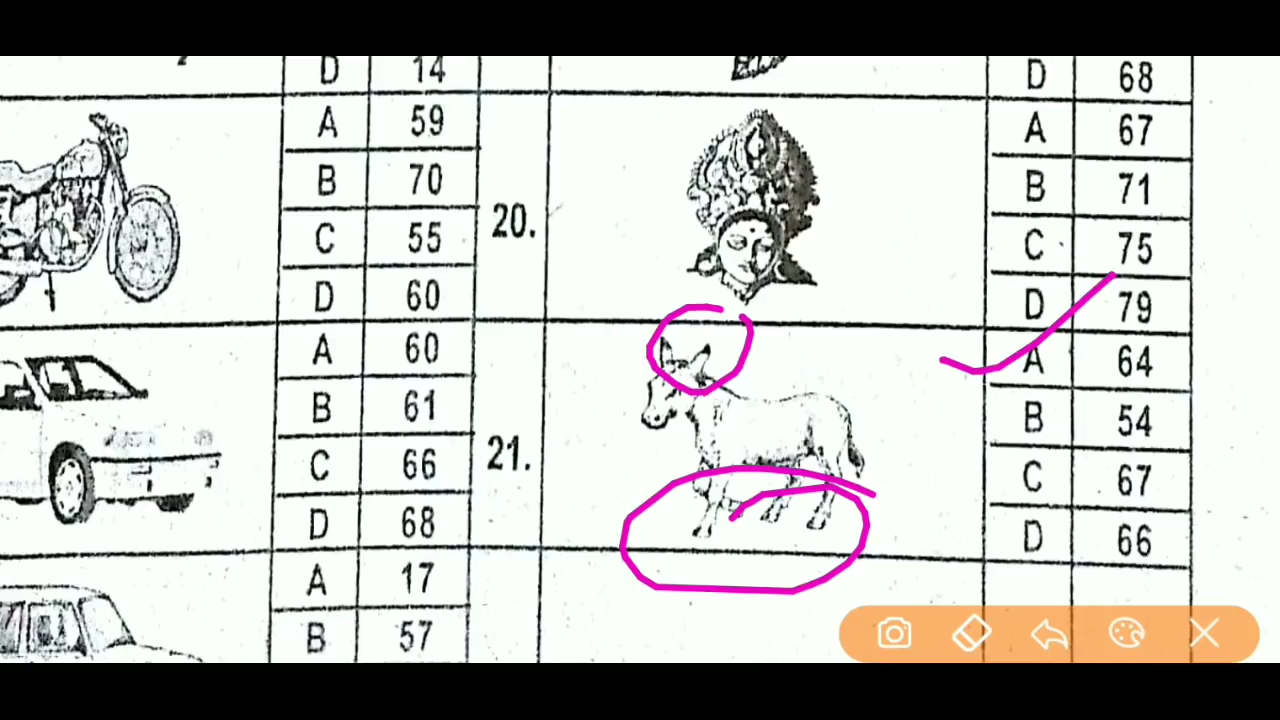 D 14
D 68
A 59
B 70
C 55
D 60
20.
A 67
B 71
C 75
D 79
A 60
B 61
C 66
D 68
21.
A 64
B 54
C 67
D 66
A 17
B 57